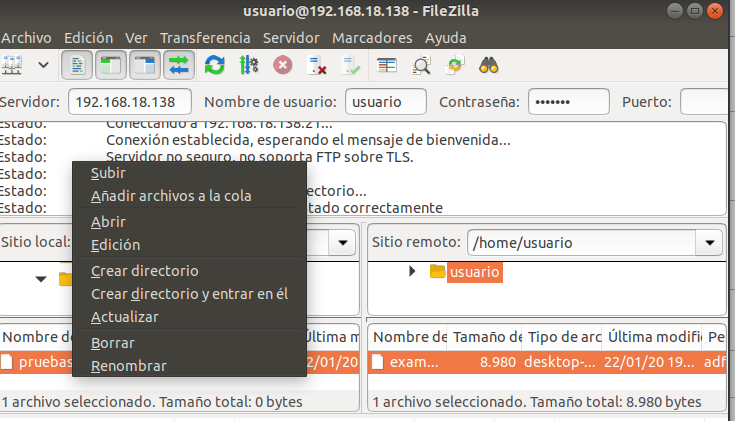 usuario@192.168.18.138 - FileZilla
Archivo Edición Ver Transferencia Servidor Marcadores Ayuda
Servidor: 192.168.18.138 Nombre de usuario: usuario Contraseña: ••••••• Puerto:
Estado: Conectando a 192.168.18.138:21...
Estado: Conexión establecida, esperando el mensaje de bienvenida...
Estado: Servidor no seguro, no soporta FTP sobre TLS.
Estado:
Estado: ectorio...
Estado: tado correctamente
Subir
Añadir archivos a la cola
Abrir
Edición
Crear directorio
Crear directorio y entrar en él
Actualizar
Borrar
Renombrar
Sitio local:
Sitio remoto: /home/usuario
usuario
Nombre de Última m
pruebas 22/01/20
1 archivo seleccionado. Tamaño total: 0 bytes
Nombre de Tamaño de Tipo de arc Última modifi Pe
exam... 8.980 desktop-... 22/01/20 19... adf
1 archivo seleccionado. Tamaño total: 8.980 bytes